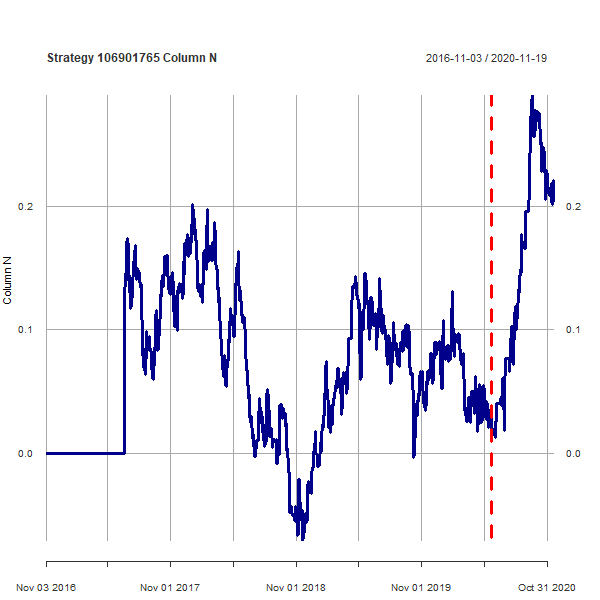 Strategy 106901765 Column N
2016-11-03 / 2020-11-19
Column N
0.2
0.2
0.1
0.1
0.0
0.0
Nov 03 2016
Nov 01 2017
Nov 01 2018
Nov 01 2019
Oct 31 2020